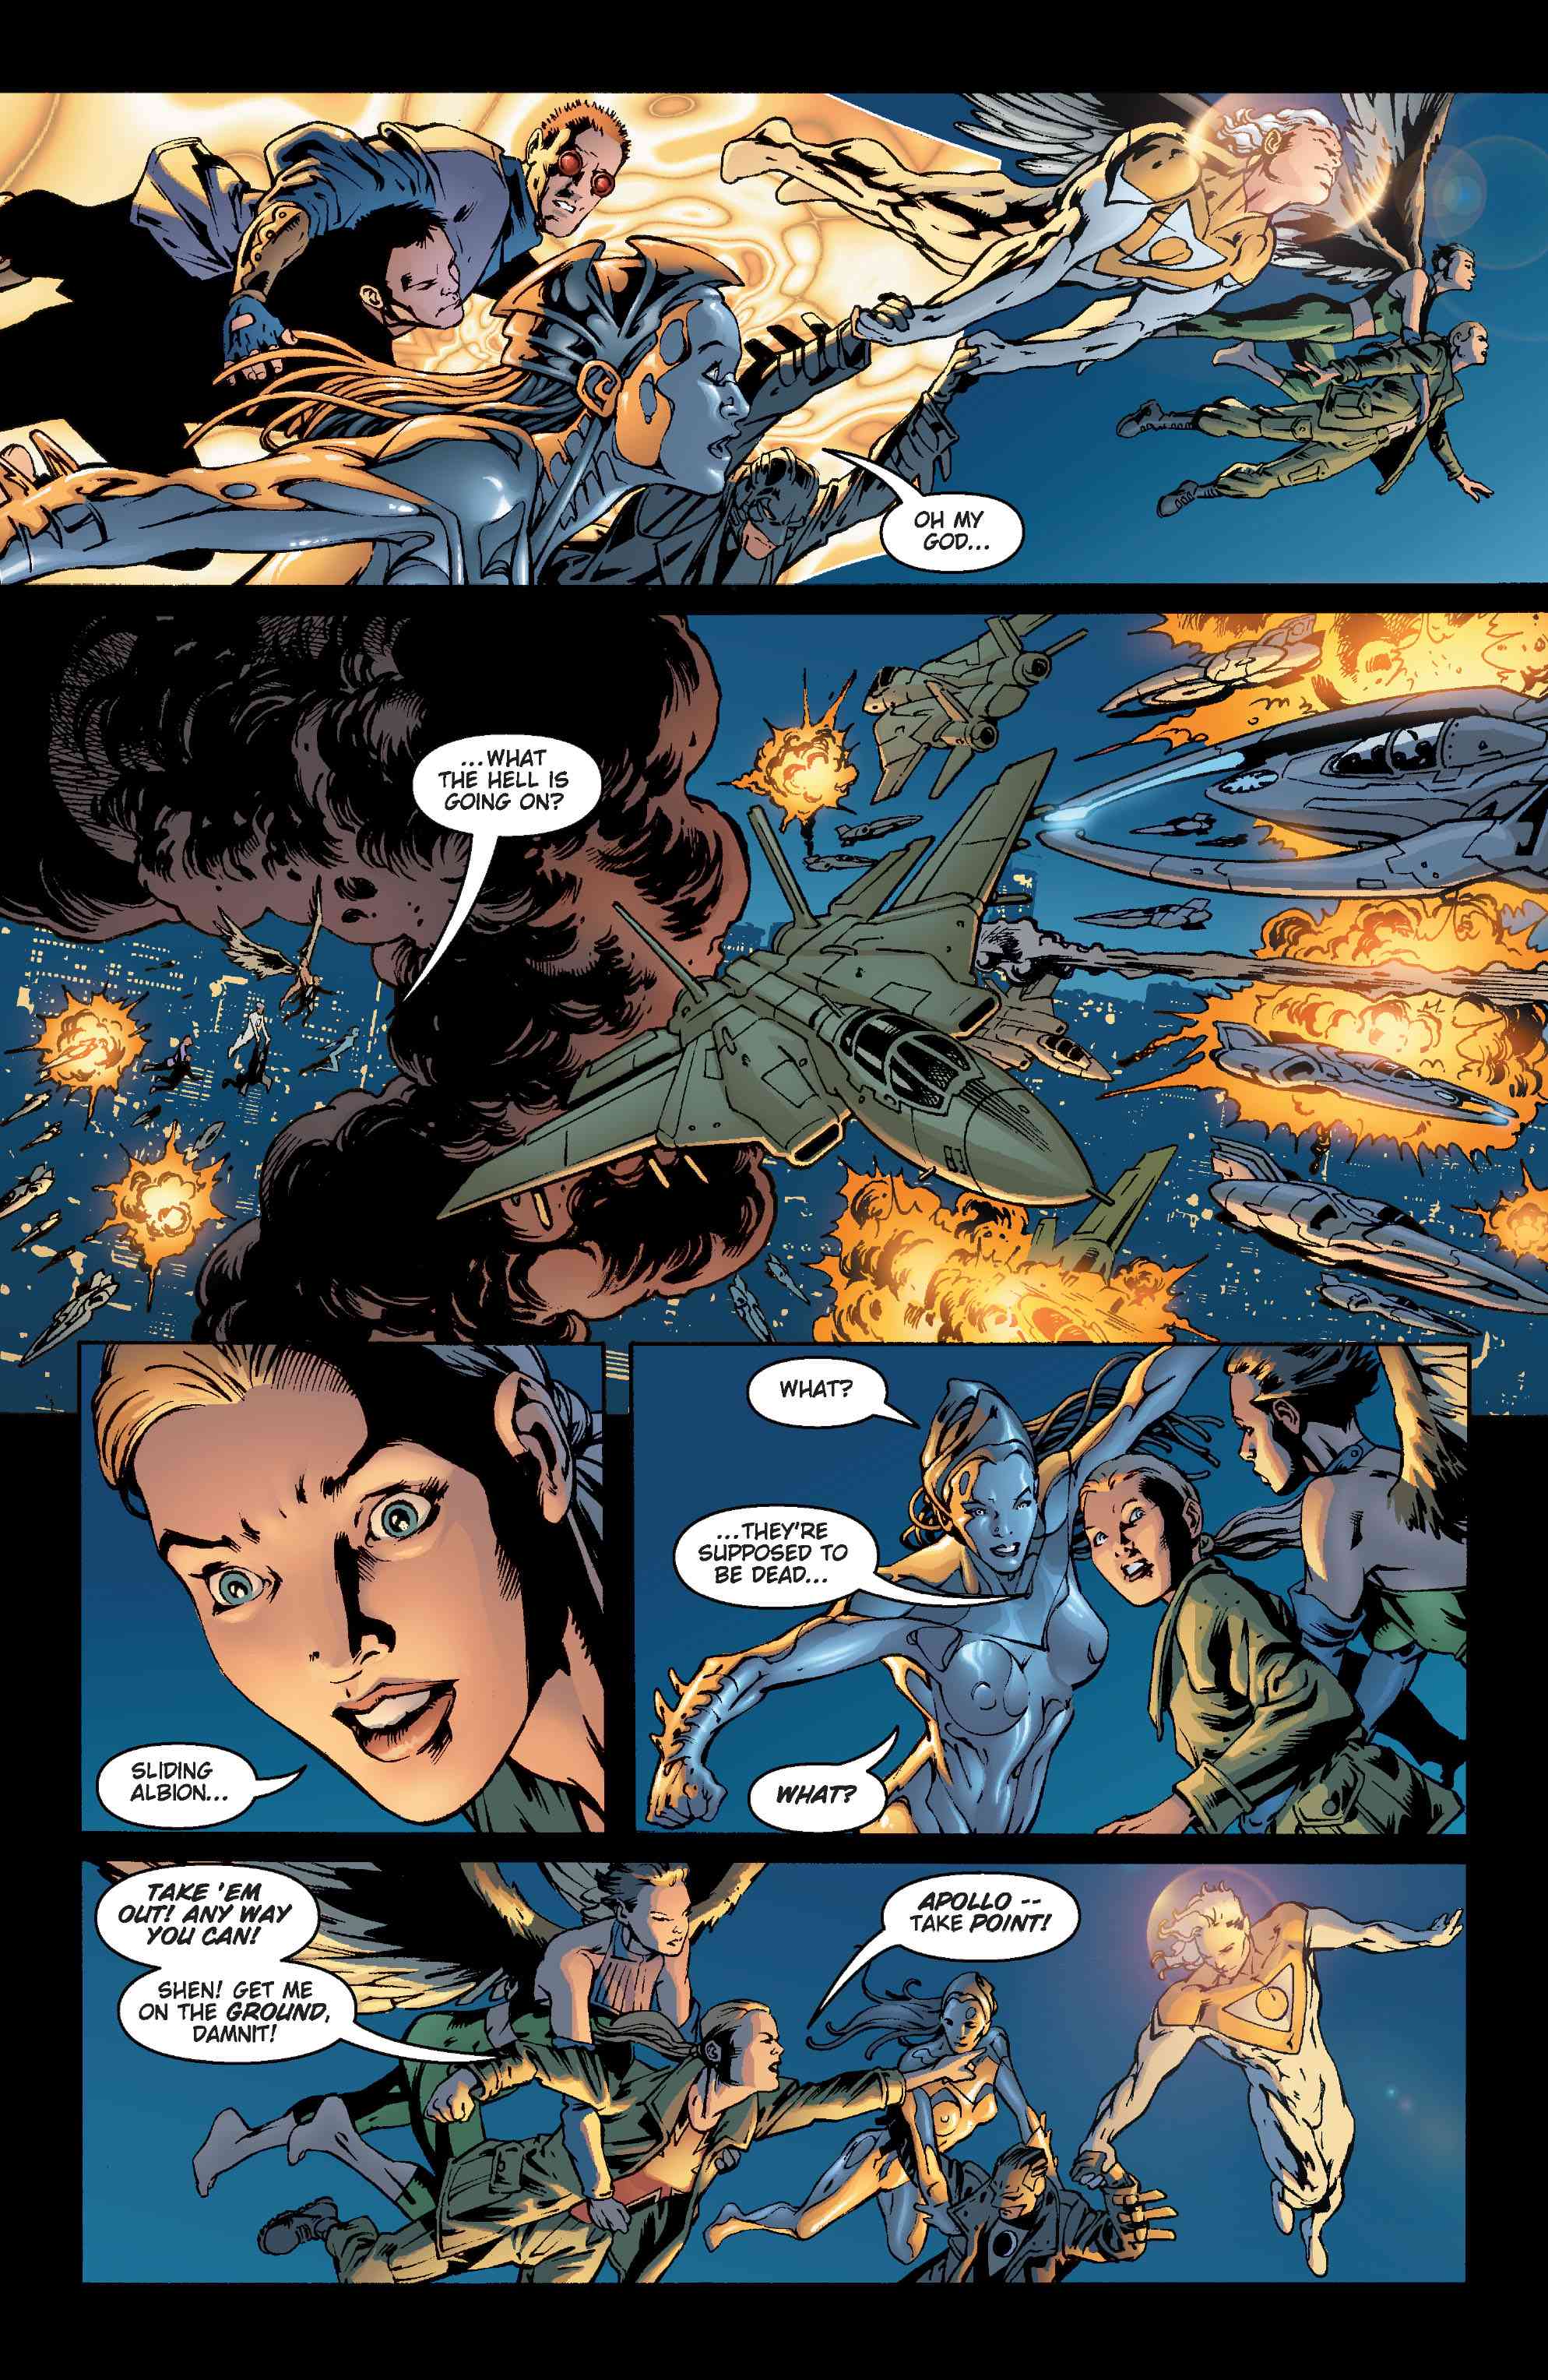 OH MY
GOD...
...WHAT
THE HELL IS
GOING ON?
SLIDING
ALBION...
WHAT?
...THEY'RE
SUPPOSED TO
BE DEAD...
WHAT?
TAKE 'EM
OUT! ANY WAY
YOU CAN!
SHEN! GET ME
ON THE GROUND,
DAMNIT!
APOLLO --
TAKE POINT!